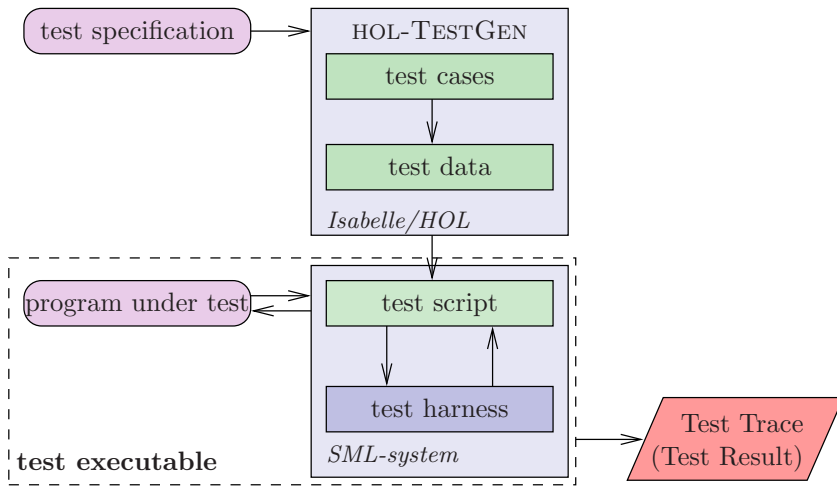 test specification
HOL-TESTGEN
test cases
test data
Isabelle/HOL
program under test
test script
test harness
SML-system
test executable
Test Trace
(Test Result)